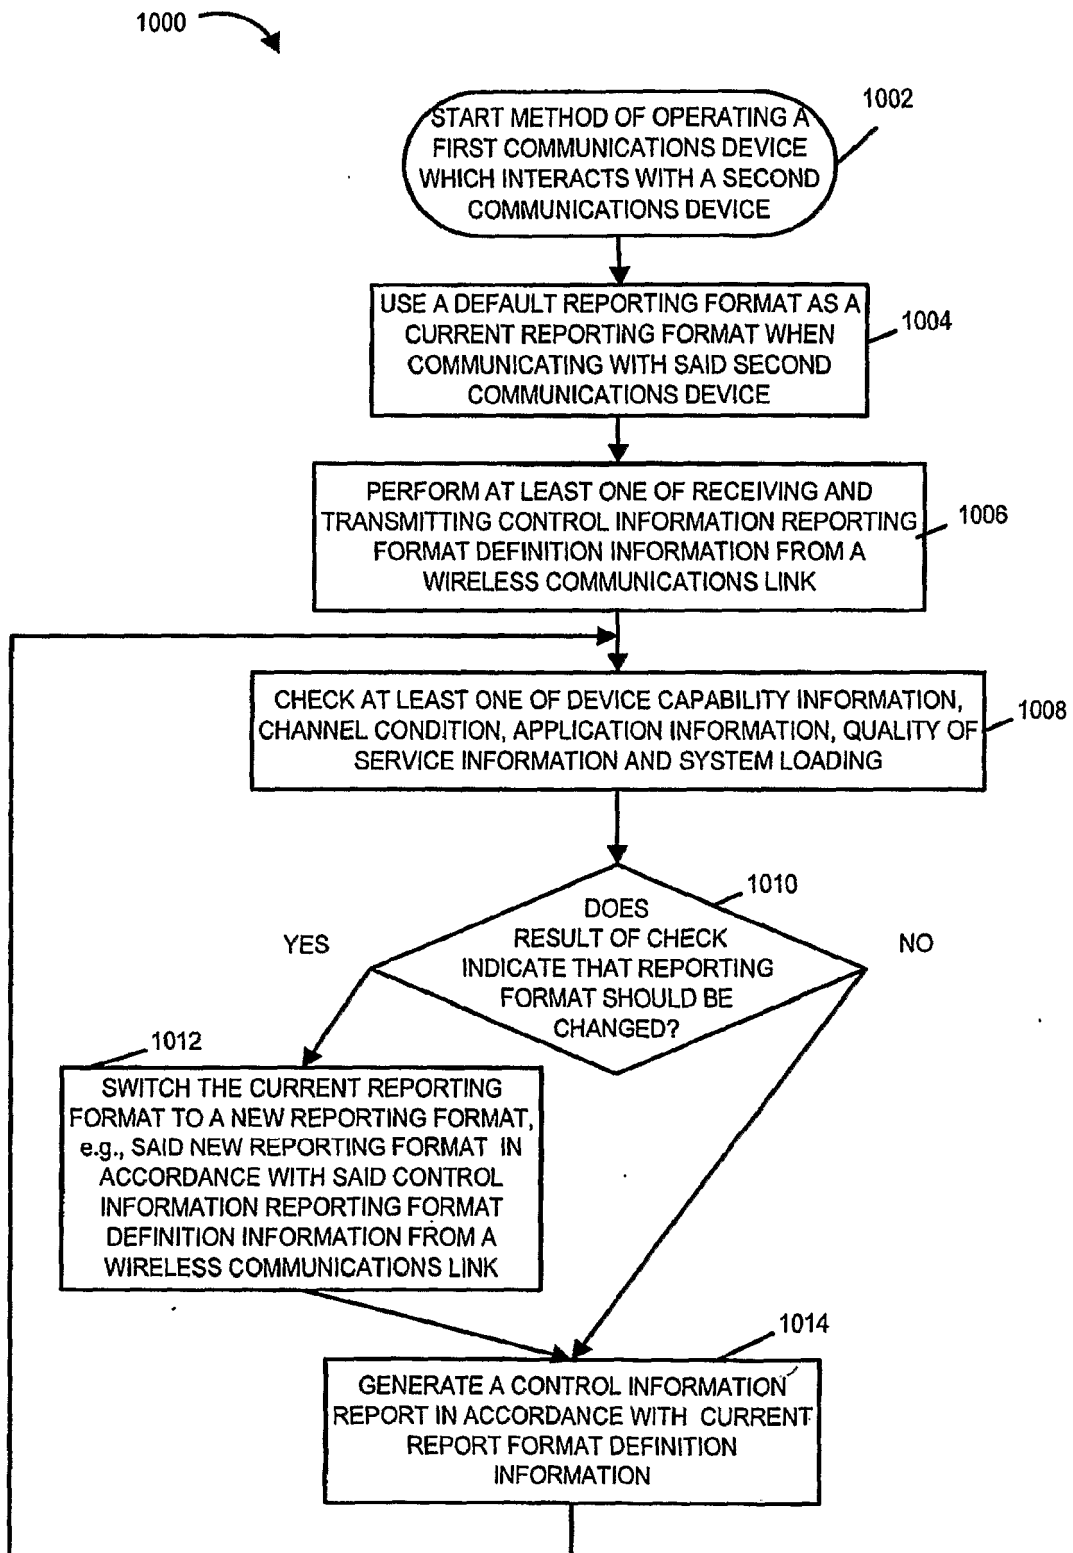 1000
1002
START METHOD OF OPERATING A
FIRST COMMUNICATIONS DEVICE
WHICH INTERACTS WITH A SECOND
COMMUNICATIONS DEVICE
1004
USE A DEFAULT REPORTING FORMAT AS A
CURRENT REPORTING FORMAT WHEN
COMMUNICATING WITH SAID SECOND
COMMUNICATIONS DEVICE
1006
PERFORM AT LEAST ONE OF RECEIVING AND
TRANSMITTING CONTROL INFORMATION REPORTING
FORMAT DEFINITION INFORMATION FROM A
WIRELESS COMMUNICATIONS LINK
1008
CHECK AT LEAST ONE OF DEVICE CAPABILITY INFORMATION,
CHANNEL CONDITION, APPLICATION INFORMATION, QUALITY OF
SERVICE INFORMATION AND SYSTEM LOADING
1010
DOES
RESULT OF CHECK
INDICATE THAT REPORTING
FORMAT SHOULD BE
CHANGED?
YES
NO
1012
SWITCH THE CURRENT REPORTING
FORMAT TO A NEW REPORTING FORMAT,
e.g., SAID NEW REPORTING FORMAT IN
ACCORDANCE WITH SAID CONTROL
INFORMATION REPORTING FORMAT
DEFINITION INFORMATION FROM A
WIRELESS COMMUNICATIONS LINK
1014
GENERATE A CONTROL INFORMATION
REPORT IN ACCORDANCE WITH CURRENT
REPORT FORMAT DEFINITION
INFORMATION